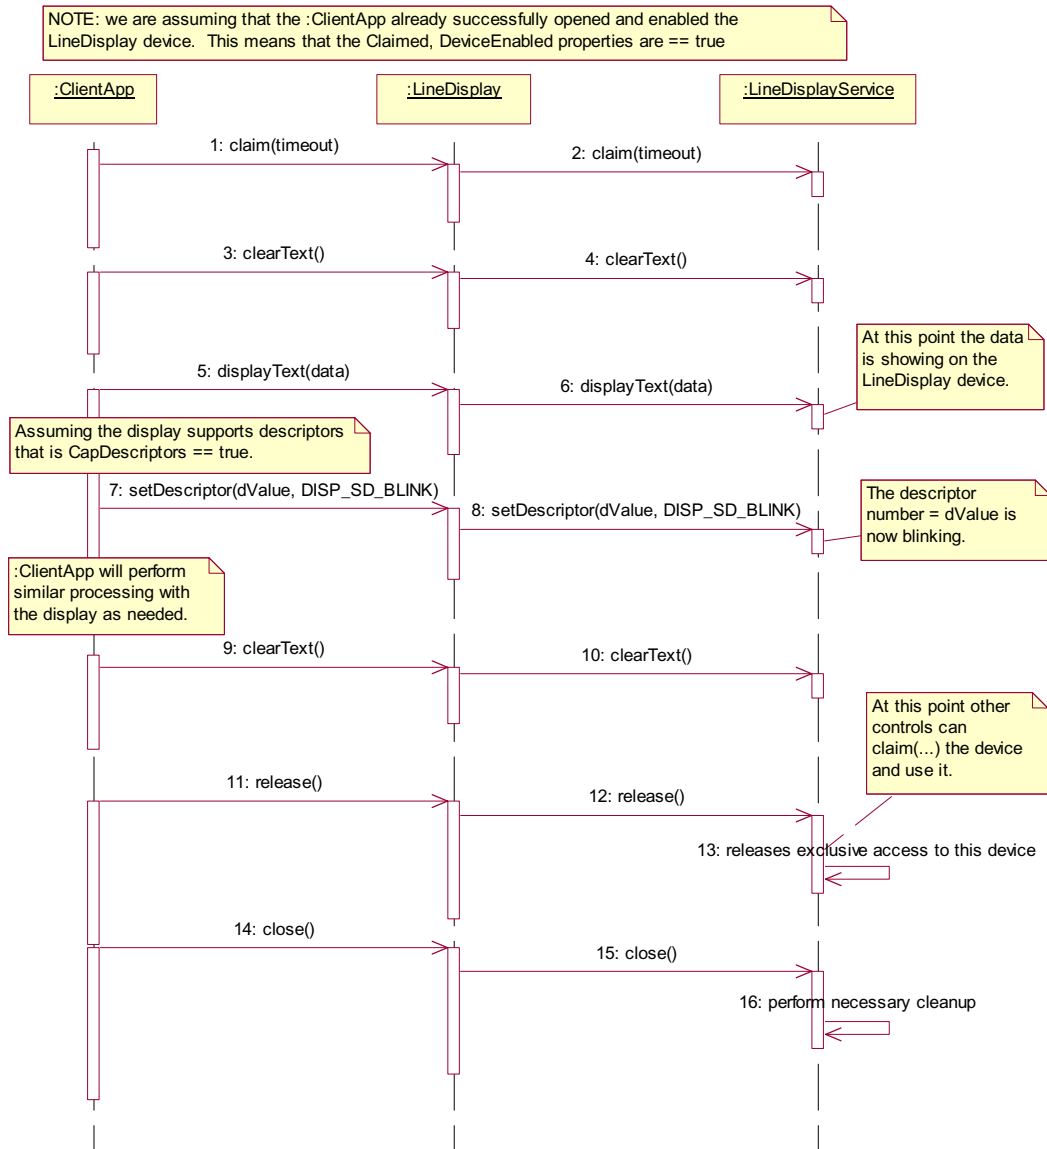 NOTE: we are assuming that the :ClientApp already successfully opened and enabled the
LineDisplay device.  This means that the Claimed, DeviceEnabled properties are == true
:ClientApp
:LineDisplay
:LineDisplayService
1: claim(timeout)
2: claim(timeout)
3: clearText()
4: clearText()
At this point the data
is showing on the
LineDisplay device.
5: displayText(data)
6: displayText(data)
Assuming the display supports descriptors
that is CapDescriptors == true.
7: setDescriptor(dValue, DISP_SD_BLINK)
8: setDescriptor(dValue, DISP_SD_BLINK)
The descriptor
number = dValue is
now blinking.
:ClientApp will perform
similar processing with
the display as needed.
9: clearText()
10: clearText()
At this point other
controls can
claim(...) the device
and use it.
11: release()
12: release()
13: releases exclusive access to this device
14: close()
15: close()
16: perform necessary cleanup